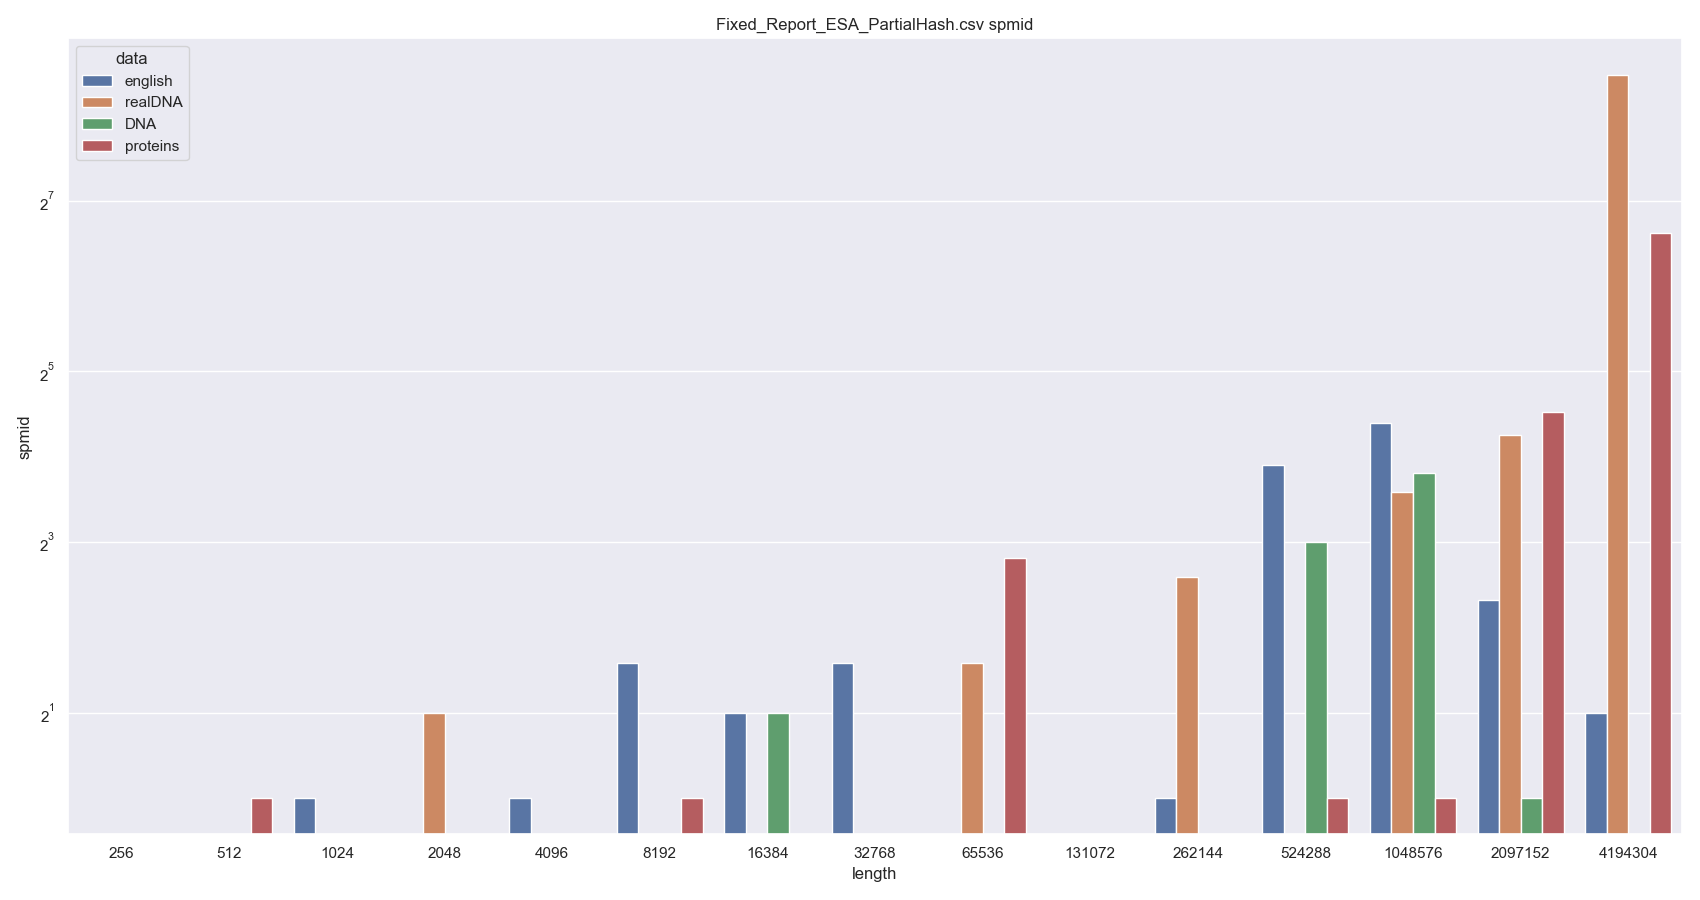 Fixed_Report_ESA_PartialHash.csv spmid
data
english
realDNA
DNA
proteins
2^7
2^5
2^3
2^1
spmid
256 512 1024 2048 4096 8192 16384 32768 65536 131072 262144 524288 1048576 2097152 4194304
length